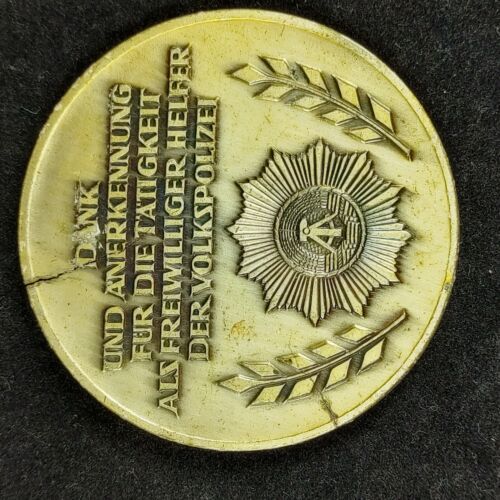 DANK
UND ANERKENNUNG
FÜR DIE TÄTIGKEIT
ALS FREIWILLIGER HELFER
DER VOLKSPOLIZEI